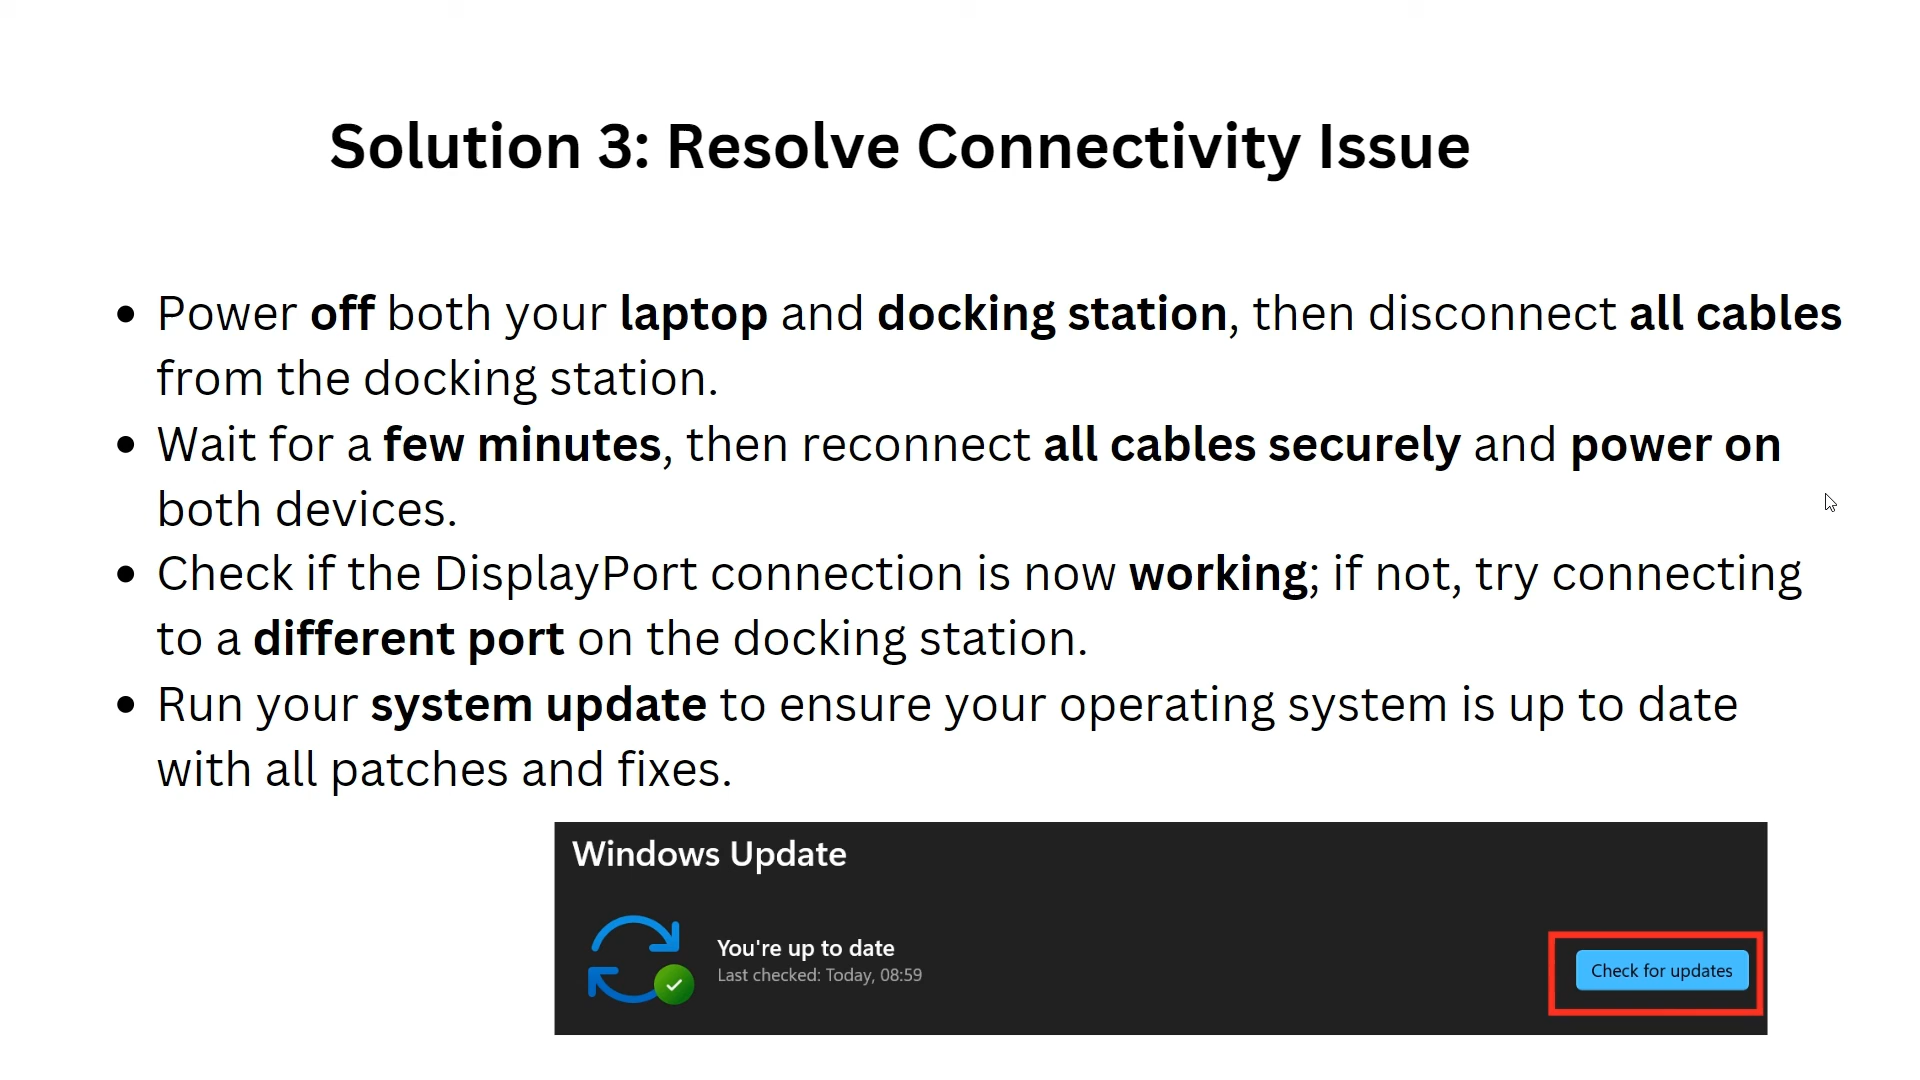 Solution 3: Resolve Connectivity Issue
• Power off both your laptop and docking station, then disconnect all cables
from the docking station.
• Wait for a few minutes, then reconnect all cables securely and power on
both devices.
• Check if the DisplayPort connection is now working; if not, try connecting
to a different port on the docking station.
• Run your system update to ensure your operating system is up to date
with all patches and fixes.
Windows Update
You're up to date
Last checked: Today, 08:59
Check for updates